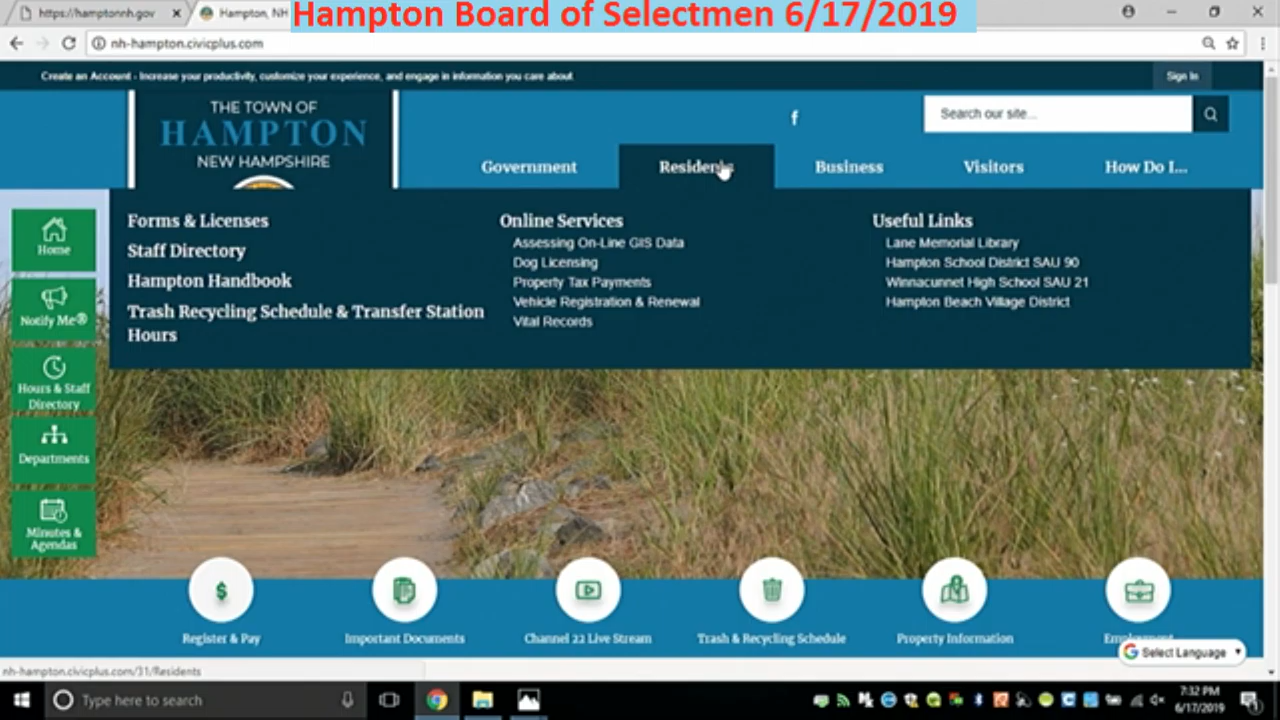 https://hamptonnh.gov
Hampton, NH
Hampton Board of Selectmen 6/17/2019
nh-hampton.civicplus.com
Create an Account - Increase your productivity, customize your experience, and engage in information you care about
Sign In
THE TOWN OF
HAMPTON
NEW HAMPSHIRE
Search our site...
Government
Residents
Business
Visitors
How Do I...
Forms & Licenses
Staff Directory
Hampton Handbook
Trash Recycling Schedule & Transfer Station
Hours
Online Services
Assessing On-Line GIS Data
Dog Licensing
Property Tax Payments
Vehicle Registration & Renewal
Vital Records
Useful Links
Lane Memorial Library
Hampton School District SAU 90
Winnacunnet High School SAU 21
Hampton Beach Village District
Home
Notify Me®
Hours & Staff
Directory
Departments
Minutes &
Agendas
Register & Pay
Important Documents
Channel 22 Live Stream
Trash & Recycling Schedule
Property Information
Employment
Select Language
nh-hampton.civicplus.com/31/Residents
Type here to search
7:32 PM
6/17/2019